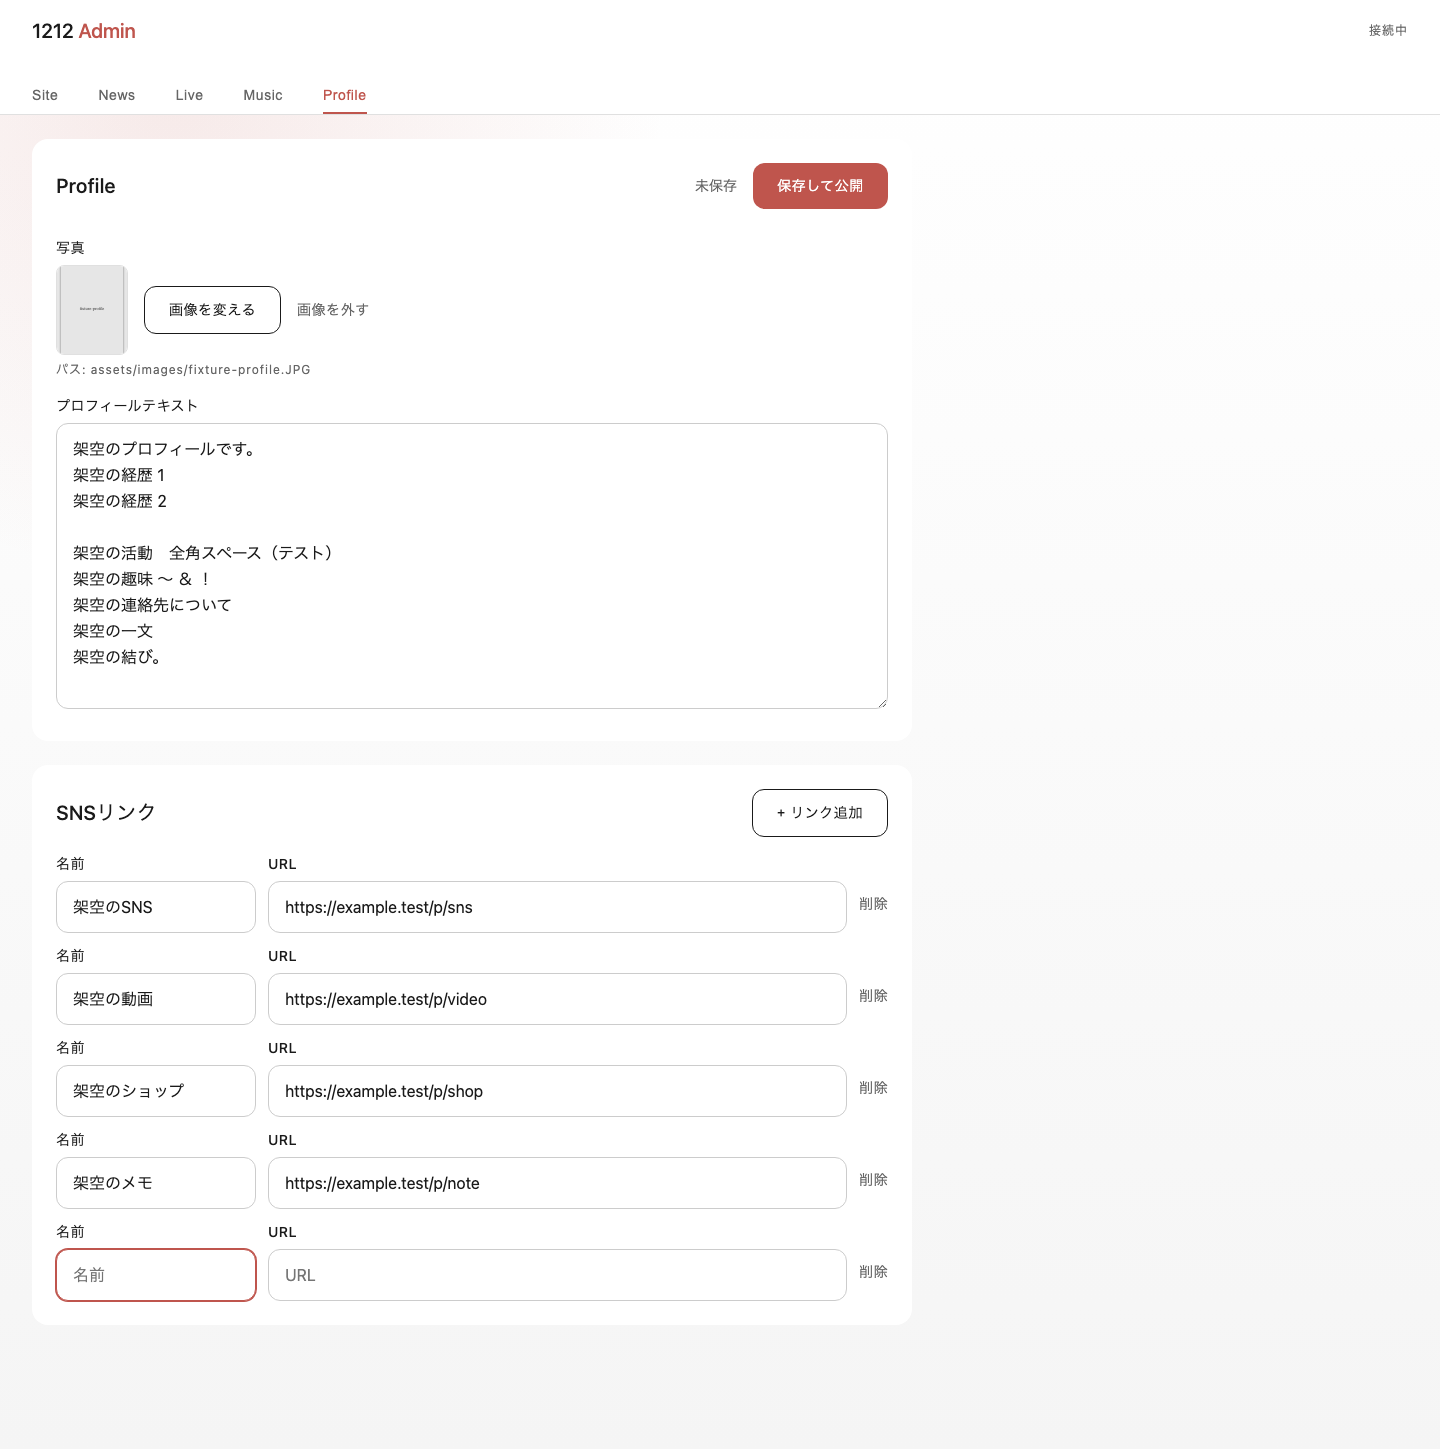 1212 Admin
接続中
Site
News
Live
Music
Profile
Profile
未保存
保存して公開
写真
fixture-profile
画像を変える
画像を外す
パス: assets/images/fixture-profile.JPG
プロフィールテキスト
架空のプロフィールです。
架空の経歴 1
架空の経歴 2
架空の活動　全角スペース（テスト）
架空の趣味 〜 & ！
架空の連絡先について
架空の一文
架空の結び。
SNSリンク
+ リンク追加
名前
URL
架空のSNS
https://example.test/p/sns
削除
名前
URL
架空の動画
https://example.test/p/video
削除
名前
URL
架空のショップ
https://example.test/p/shop
削除
名前
URL
架空のメモ
https://example.test/p/note
削除
名前
URL
名前
URL
削除